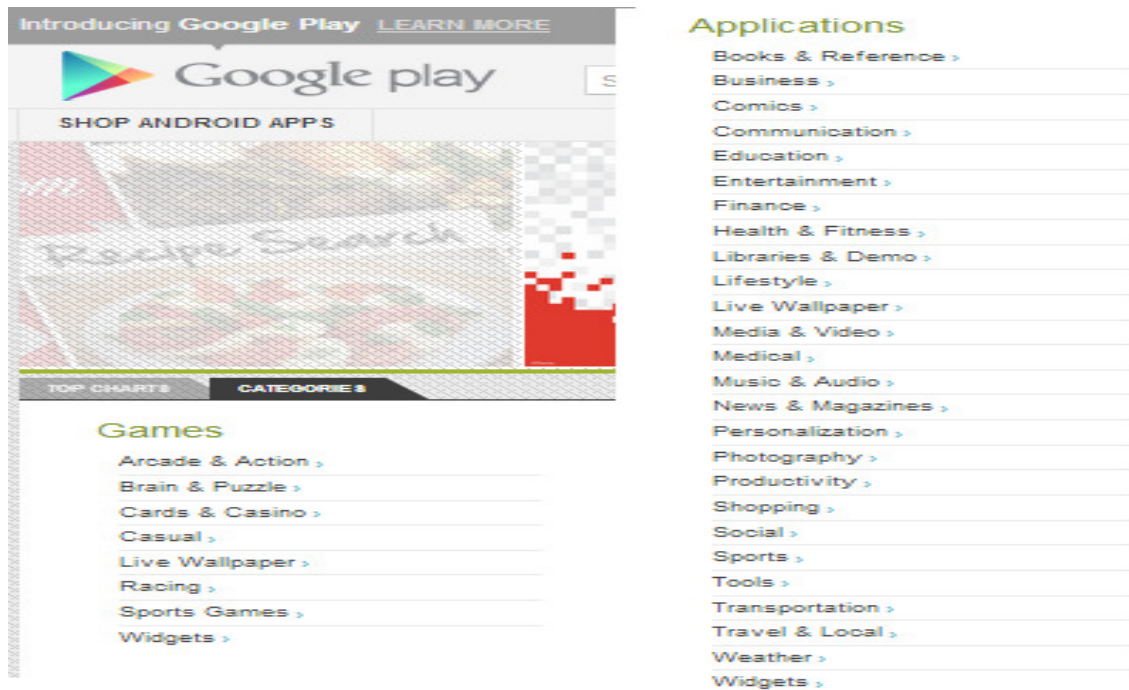 Introducing Google Play LEARN MORE
Google play
S
SHOP ANDROID APPS
Recipe Search
TOP CHARTS
CATEGORIES
Games
Arcade & Action ›
Brain & Puzzle ›
Cards & Casino ›
Casual ›
Live Wallpaper ›
Racing ›
Sports Games ›
Widgets ›
Applications
Books & Reference ›
Business ›
Comics ›
Communication ›
Education ›
Entertainment ›
Finance ›
Health & Fitness ›
Libraries & Demo ›
Lifestyle ›
Live Wallpaper ›
Media & Video ›
Medical ›
Music & Audio ›
News & Magazines ›
Personalization ›
Photography ›
Productivity ›
Shopping ›
Social ›
Sports ›
Tools ›
Transportation ›
Travel & Local ›
Weather ›
Widgets ›